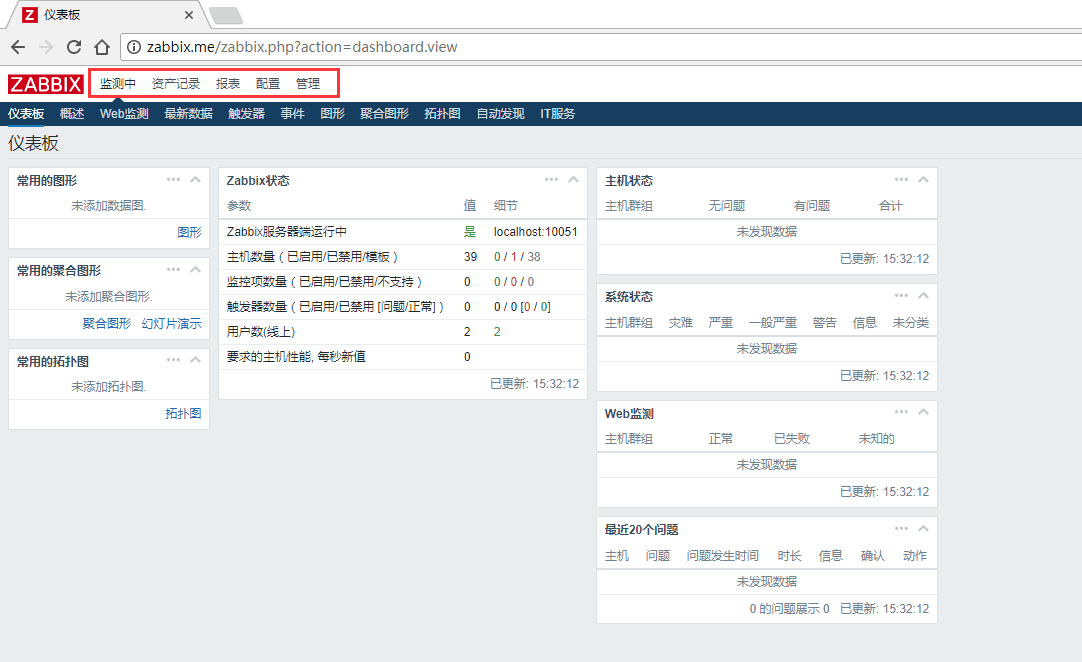 Z 仪表板
zabbix.me/zabbix.php?action=dashboard.view
ZABBIX 监测中 资产记录 报表 配置 管理
仪表板 概述 Web监测 最新数据 触发器 事件 图形 聚合图形 拓扑图 自动发现 IT服务
仪表板
常用的图形
未添加数据图.
图形
常用的聚合图形
未添加聚合图形.
聚合图形 幻灯片演示
常用的拓扑图
未添加拓扑图.
拓扑图
Zabbix状态
参数 值 细节
Zabbix服务器端运行中 是 localhost:10051
主机数量（已启用/已禁用/模板） 39 0 / 1 / 38
监控项数量（已启用/已禁用/不支持） 0 0 / 0 / 0
触发器数量（已启用/已禁用 [问题/正常]） 0 0 / 0 [0 / 0]
用户数(线上) 2 2
要求的主机性能, 每秒新值 0
已更新: 15:32:12
主机状态
主机群组 无问题 有问题 合计
未发现数据
已更新: 15:32:12
系统状态
主机群组 灾难 严重 一般严重 警告 信息 未分类
未发现数据
已更新: 15:32:12
Web监测
主机群组 正常 已失败 未知的
未发现数据
已更新: 15:32:12
最近20个问题
主机 问题 问题发生时间 时长 信息 确认 动作
未发现数据
0 的问题展示 0 已更新: 15:32:12